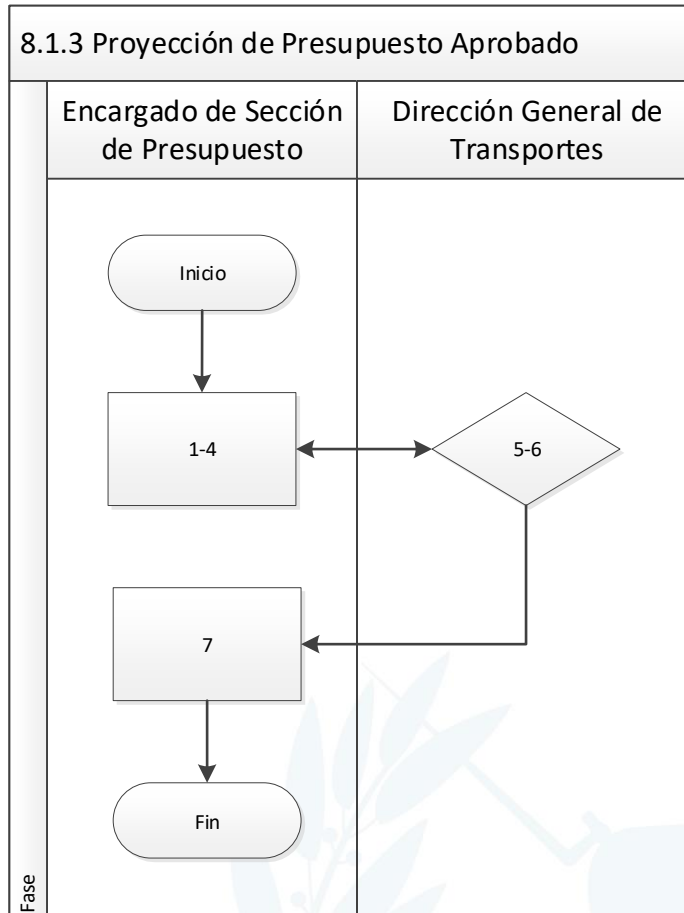 8.1.3 Proyección de Presupuesto Aprobado
Encargado de Sección
de Presupuesto
Dirección General de
Transportes
Inicio
1-4
5-6
7
Fin
Fase